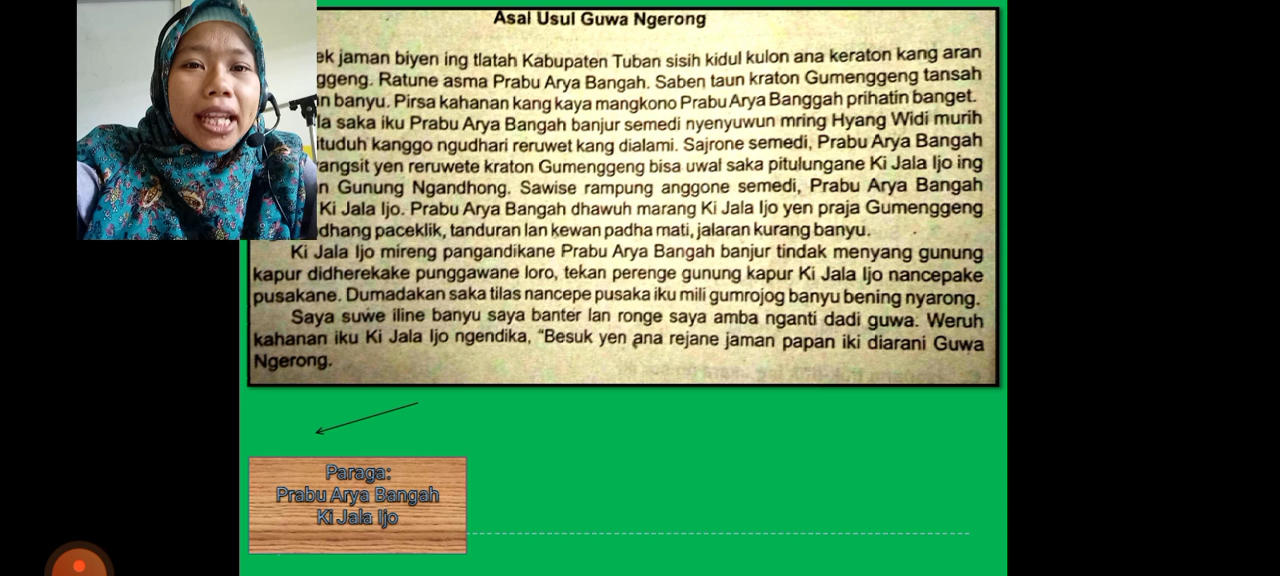 Asal Usul Guwa Ngerong
ek jaman biyen ing tlatah Kabupaten Tuban sisih kidul kulon ana keraton kang aran
ggeng. Ratune asma Prabu Arya Bangah. Saben taun kraton Gumenggeng tansah
n banyu. Pirsa kahanan kang kaya mangkono Prabu Arya Banggah prihatin banget.
la saka iku Prabu Arya Bangah banjur semedi nyenyuwun mring Hyang Widi murih
ituduh kanggo ngudhari reruwet kang dialami. Sajrone semedi, Prabu Arya Bangah
angsit yen reruwete kraton Gumenggeng bisa uwal saka pitulungane Ki Jala Ijo ing
n Gunung Ngandhong. Sawise rampung anggone semedi, Prabu Arya Bangah
Ki Jala Ijo. Prabu Arya Bangah dhawuh marang Ki Jala Ijo yen praja Gumenggeng
dhang paceklik, tanduran lan kewan padha mati, jalaran kurang banyu.
Ki Jala Ijo mireng pangandikane Prabu Arya Bangah banjur tindak menyang gunung
kapur didherekake punggawane loro, tekan perenge gunung kapur Ki Jala Ijo nancepake
pusakane. Dumadakan saka tilas nancepe pusaka iku mili gumrojog banyu bening nyarong.
Saya suwe iline banyu saya banter lan ronge saya amba nganti dadi guwa. Weruh
kahanan iku Ki Jala Ijo ngendika, "Besuk yen ana rejane jaman papan iki diarani Guwa
Ngerong.
Paraga:
Prabu Arya Bangah
Ki Jala Ijo